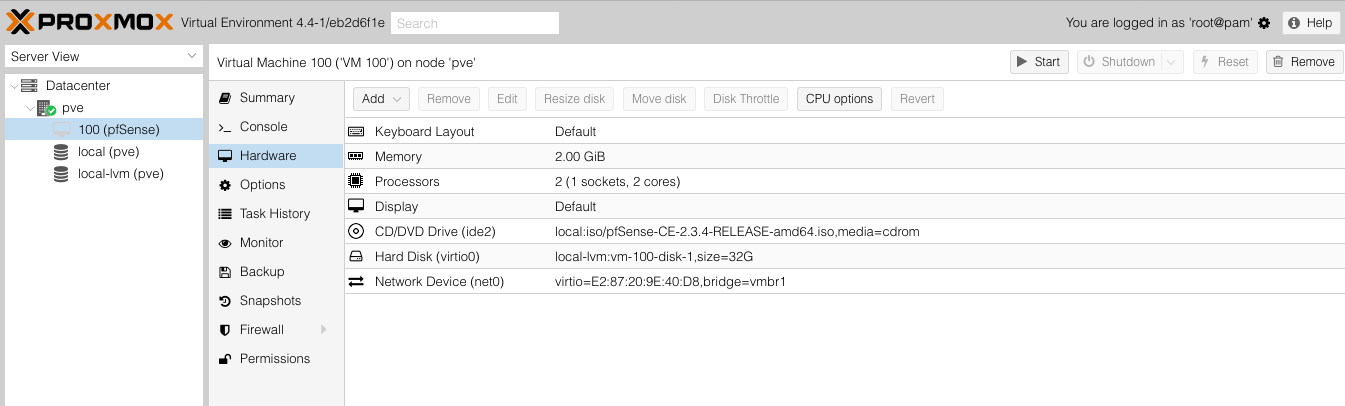 PROXMOX Virtual Environment 4.4-1/eb2d6f1e Search You are logged in as 'root@pam' Help
Server View
Virtual Machine 100 ('VM 100') on node 'pve' Start Shutdown Reset Remove
Datacenter
pve
100 (pfSense)
local (pve)
local-lvm (pve)
Summary
Console
Hardware
Options
Task History
Monitor
Backup
Snapshots
Firewall
Permissions
Add Remove Edit Resize disk Move disk Disk Throttle CPU options Revert
Keyboard Layout Default
Memory 2.00 GiB
Processors 2 (1 sockets, 2 cores)
Display Default
CD/DVD Drive (ide2) local:iso/pfSense-CE-2.3.4-RELEASE-amd64.iso,media=cdrom
Hard Disk (virtio0) local-lvm:vm-100-disk-1,size=32G
Network Device (net0) virtio=E2:87:20:9E:40:D8,bridge=vmbr1